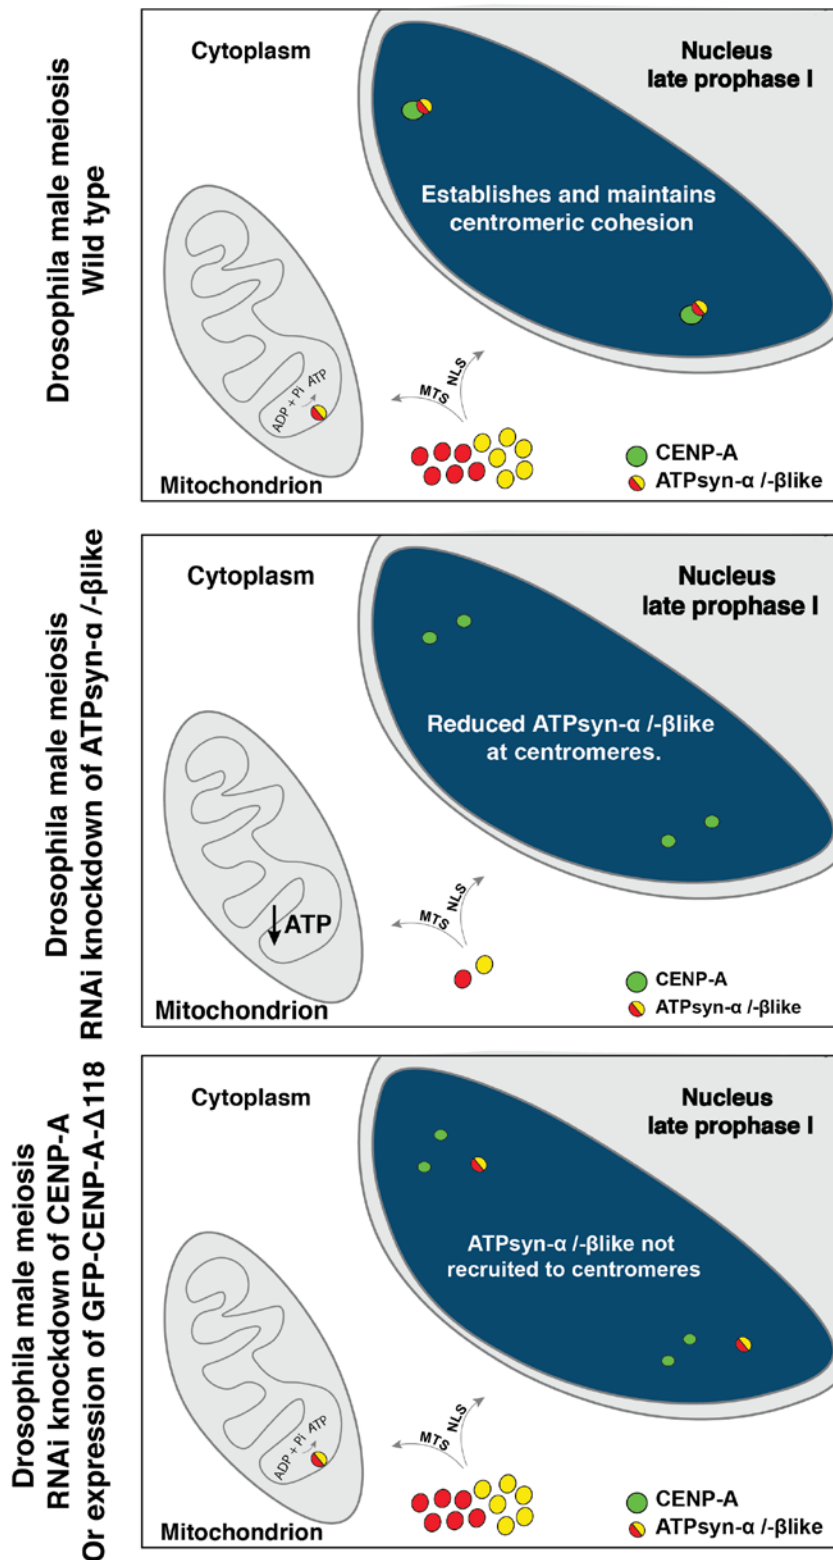 Drosophila male meiosis
Wild type
Cytoplasm
Nucleus
late prophase I
Establishes and maintains
centromeric cohesion
ADP + Pi ATP
MTS
NLS
Mitochondrion
CENP-A
ATPsyn-α /-βlike
Drosophila male meiosis
RNAi knockdown of ATPsyn-α /-βlike
Cytoplasm
Nucleus
late prophase I
Reduced ATPsyn-α /-βlike
at centromeres.
ATP
MTS
NLS
Mitochondrion
CENP-A
ATPsyn-α /-βlike
Drosophila male meiosis
RNAi knockdown of CENP-A
Or expression of GFP-CENP-A-Δ118
Cytoplasm
Nucleus
late prophase I
ATPsyn-α /-βlike not
recruited to centromeres
ADP + Pi ATP
MTS
NLS
Mitochondrion
CENP-A
ATPsyn-α /-βlike